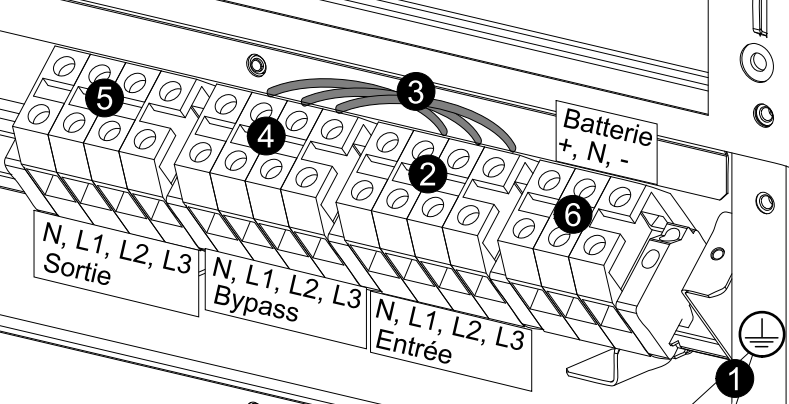 3
5
4
2
6
Batterie
+, N, -
N, L1, L2, L3
Sortie
N, L1, L2, L3
Bypass
N, L1, L2, L3
Entrée
1